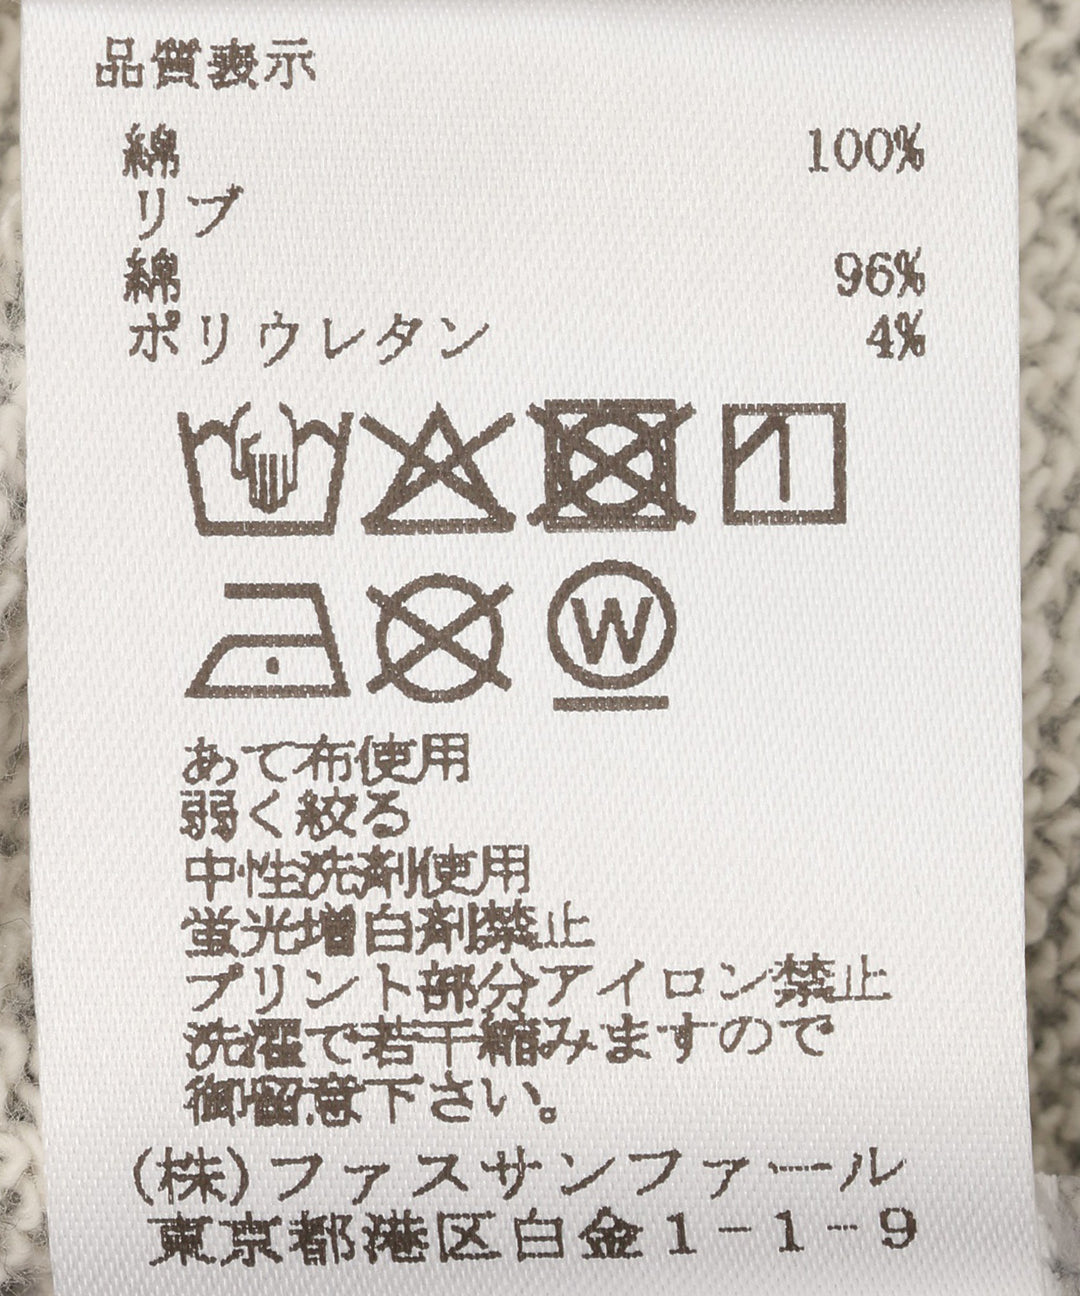 品質表示
綿 100%
リブ
綿 96%
ポリウレタン 4%
W
あて布使用
弱く絞る
中性洗剤使用
蛍光増白剤禁止
プリント部分アイロン禁止
洗濯で若干縮みますので
御留意下さい。
(株)ファスサンファール
東京都港区白金1-1-9